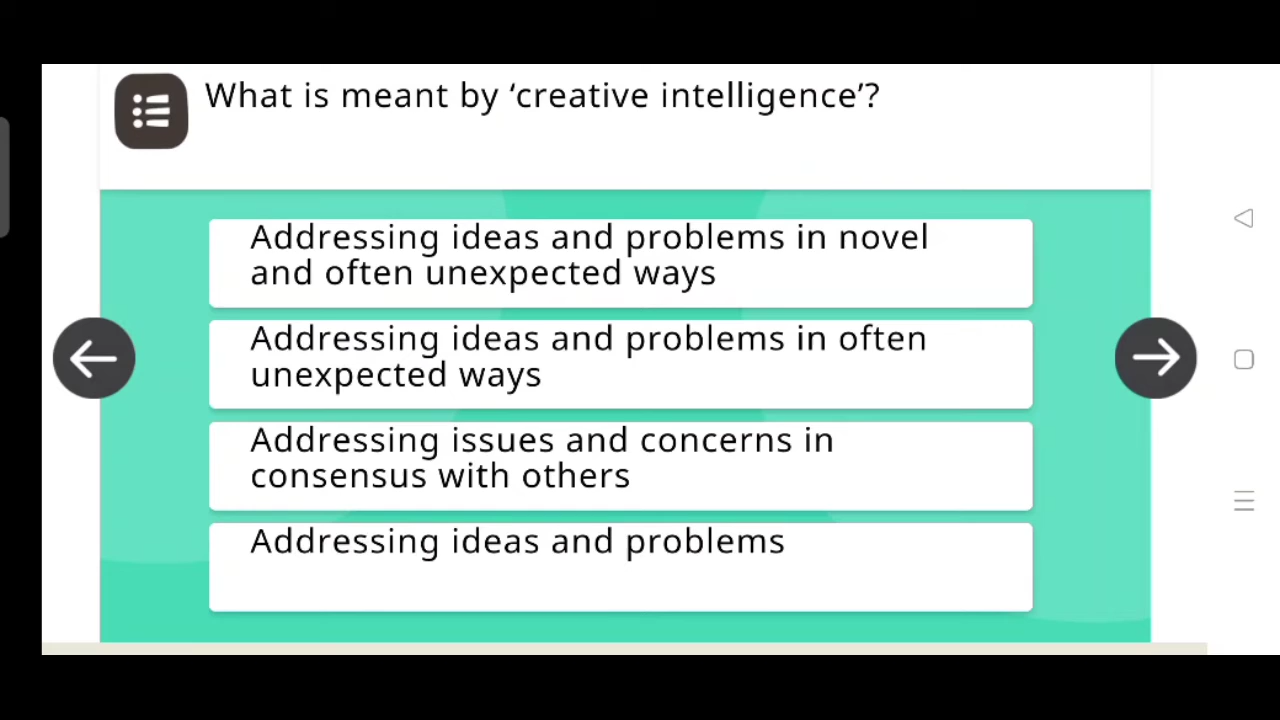 What is meant by ‘creative intelligence’?
Addressing ideas and problems in novel
and often unexpected ways
Addressing ideas and problems in often
unexpected ways
Addressing issues and concerns in
consensus with others
Addressing ideas and problems